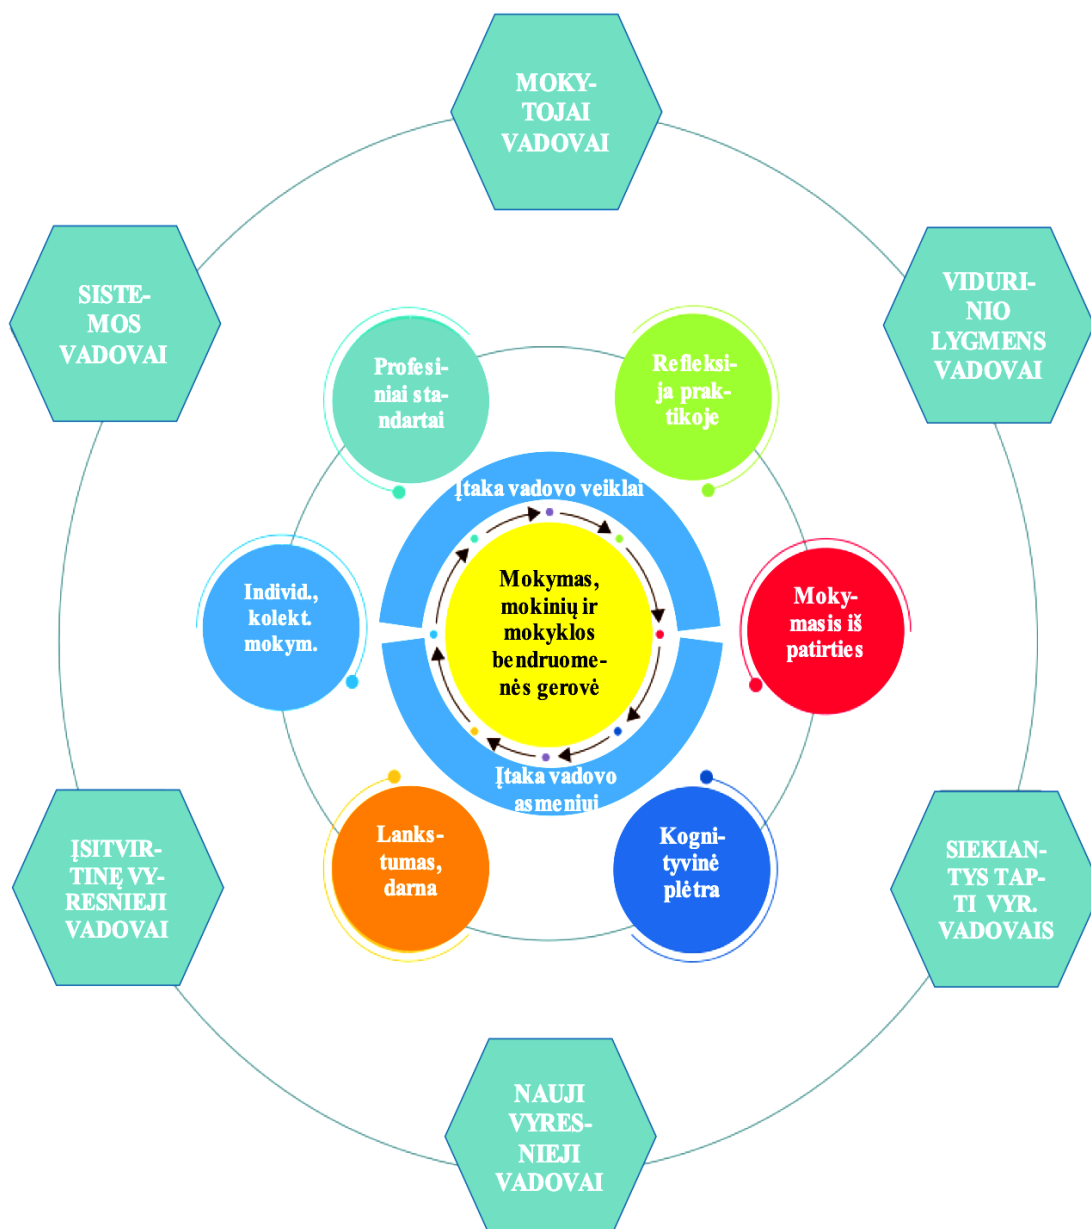 MOKY-
TOJAI
VADOVAI
SISTE-
MOS
VADOVAI
VIDURI-
NIO
LYGMENS
VADOVAI
Profesi-
niai sta-
ndartai
Refleksi-
ja prak-
tikoje
Įtaka vadovo veiklai
Individ.,
kolekt.
mokym.
Mokymas,
mokinių ir
mokyklos
bendruome-
nės gerovė
Moky-
masis iš
patirties
Įtaka vadovo
asmeniui
Lanks-
tumas,
darna
Kogni-
tyvinė
plėtra
ĮSITVIR-
TINĘ VY-
RESNIEJI
VADOVAI
SIEKIAN-
TYS TAP-
TI VYR.
VADOVAIS
NAUJI
VYRES-
NIEJI
VADOVAI